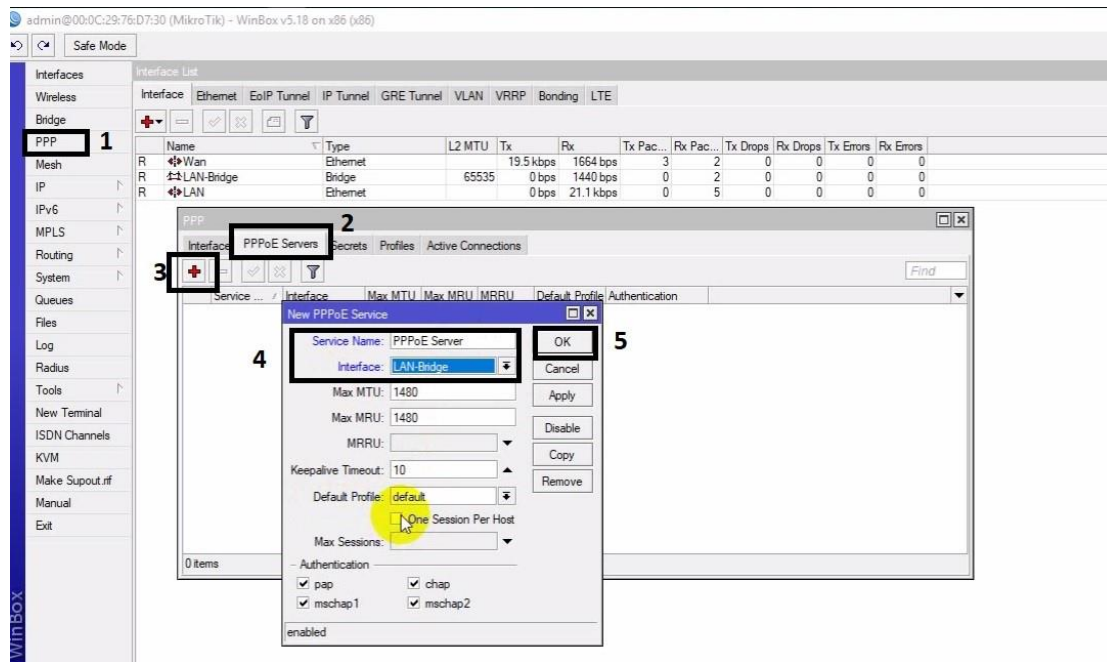 admin@00:0C:29:76:D7:30 (MikroTik) - WinBox v5.18 on x86 (x86)
Safe Mode
Interfaces
Wireless
Bridge
PPP
1
Mesh
IP
IPv6
MPLS
Routing
System
Queues
Files
Log
Radius
Tools
New Terminal
ISDN Channels
KVM
Make Supout.rif
Manual
Exit
WinBox
Interface List
Interface Ethernet EoIP Tunnel IP Tunnel GRE Tunnel VLAN VRRP Bonding LTE
Name Type L2 MTU Tx Rx Tx Pac... Rx Pac... Tx Drops Rx Drops Tx Errors Rx Errors
R Wan Ethernet 19.5 kbps 1664 bps 3 2 0 0 0 0
R LAN-Bridge Bridge 65535 0 bps 1440 bps 0 2 0 0 0 0
R LAN Ethernet 0 bps 21.1 kbps 0 5 0 0 0 0
PPP
2
Interface PPPoE Servers Secrets Profiles Active Connections
3
Find
Service ... Interface Max MTU Max MRU MRRU Default Profile Authentication
New PPPoE Service
4
Service Name: PPPoE Server
Interface: LAN-Bridge
Max MTU: 1480
Max MRU: 1480
MRRU:
Keepalive Timeout: 10
Default Profile: default
One Session Per Host
Max Sessions:
Authentication
pap chap
mschap1 mschap2
enabled
OK
5
Cancel
Apply
Disable
Copy
Remove
0 items